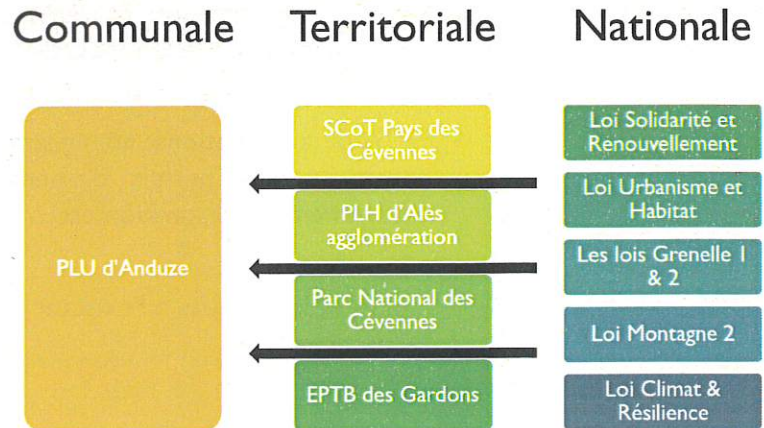 Communale
Territoriale
Nationale
PLU d'Anduze
SCoT Pays des
Cévennes
PLH d'Alès
agglomération
Parc National des
Cévennes
EPTB des Gardons
Loi Solidarité et
Renouvellement
Loi Urbanisme et
Habitat
Les lois Grenelle I
& 2
Loi Montagne 2
Loi Climat &
Résilience